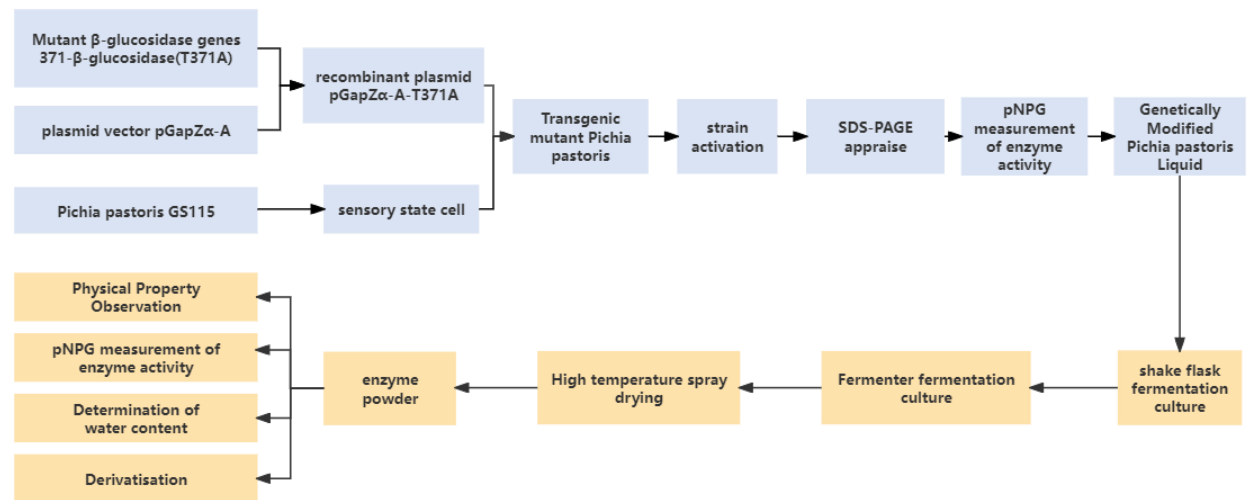 Mutant β-glucosidase genes
371-β-glucosidase(T371A)
plasmid vector pGapZα-A
recombinant plasmid
pGapZα-A-T371A
Pichia pastoris GS115
sensory state cell
Transgenic
mutant Pichia
pastoris
strain
activation
SDS-PAGE
appraise
pNPG
measurement
of enzyme
activity
Genetically
Modified
Pichia pastoris
Liquid
Physical Property
Observation
pNPG measurement of
enzyme activity
Determination of
water content
Derivatisation
enzyme
powder
High temperature spray
drying
Fermenter fermentation
culture
shake flask
fermentation
culture